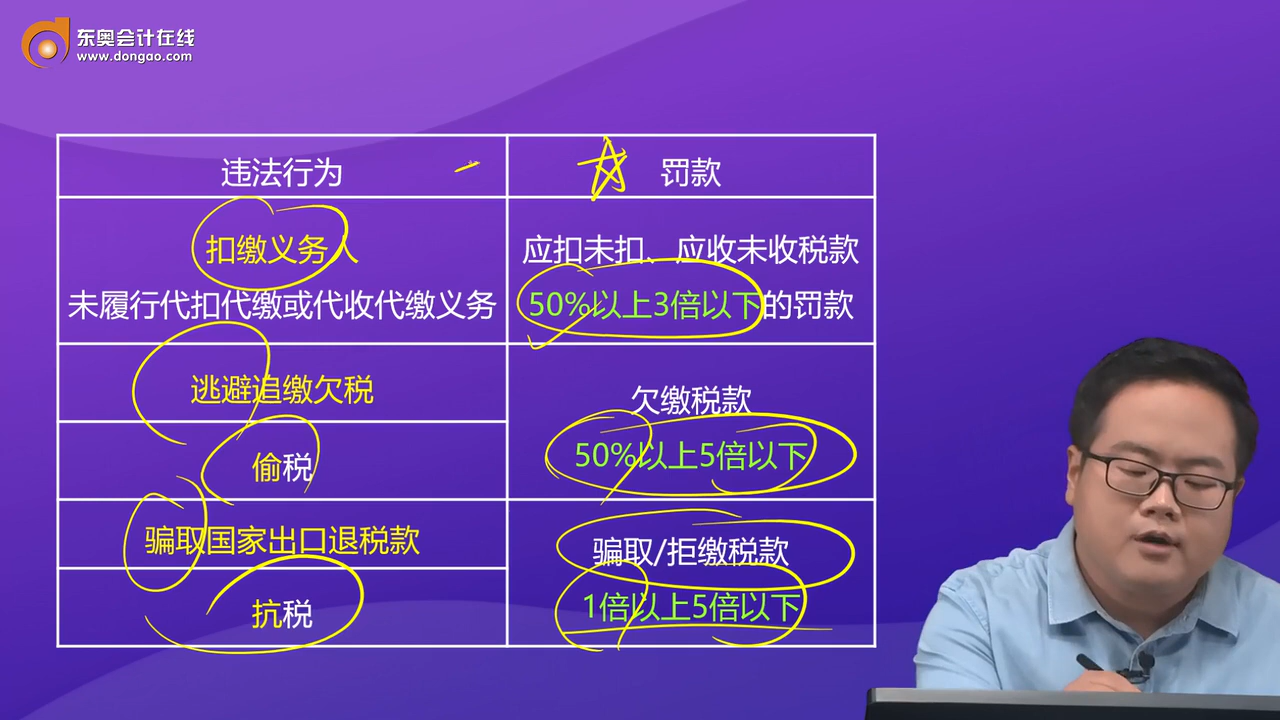 东奥会计在线
www.dongao.com
违法行为
罚款
扣缴义务人
未履行代扣代缴或代收代缴义务
应扣未扣、应收未收税款
50%以上3倍以下的罚款
逃避追缴欠税
偷税
欠缴税款
50%以上5倍以下
骗取国家出口退税款
抗税
骗取/拒缴税款
1倍以上5倍以下